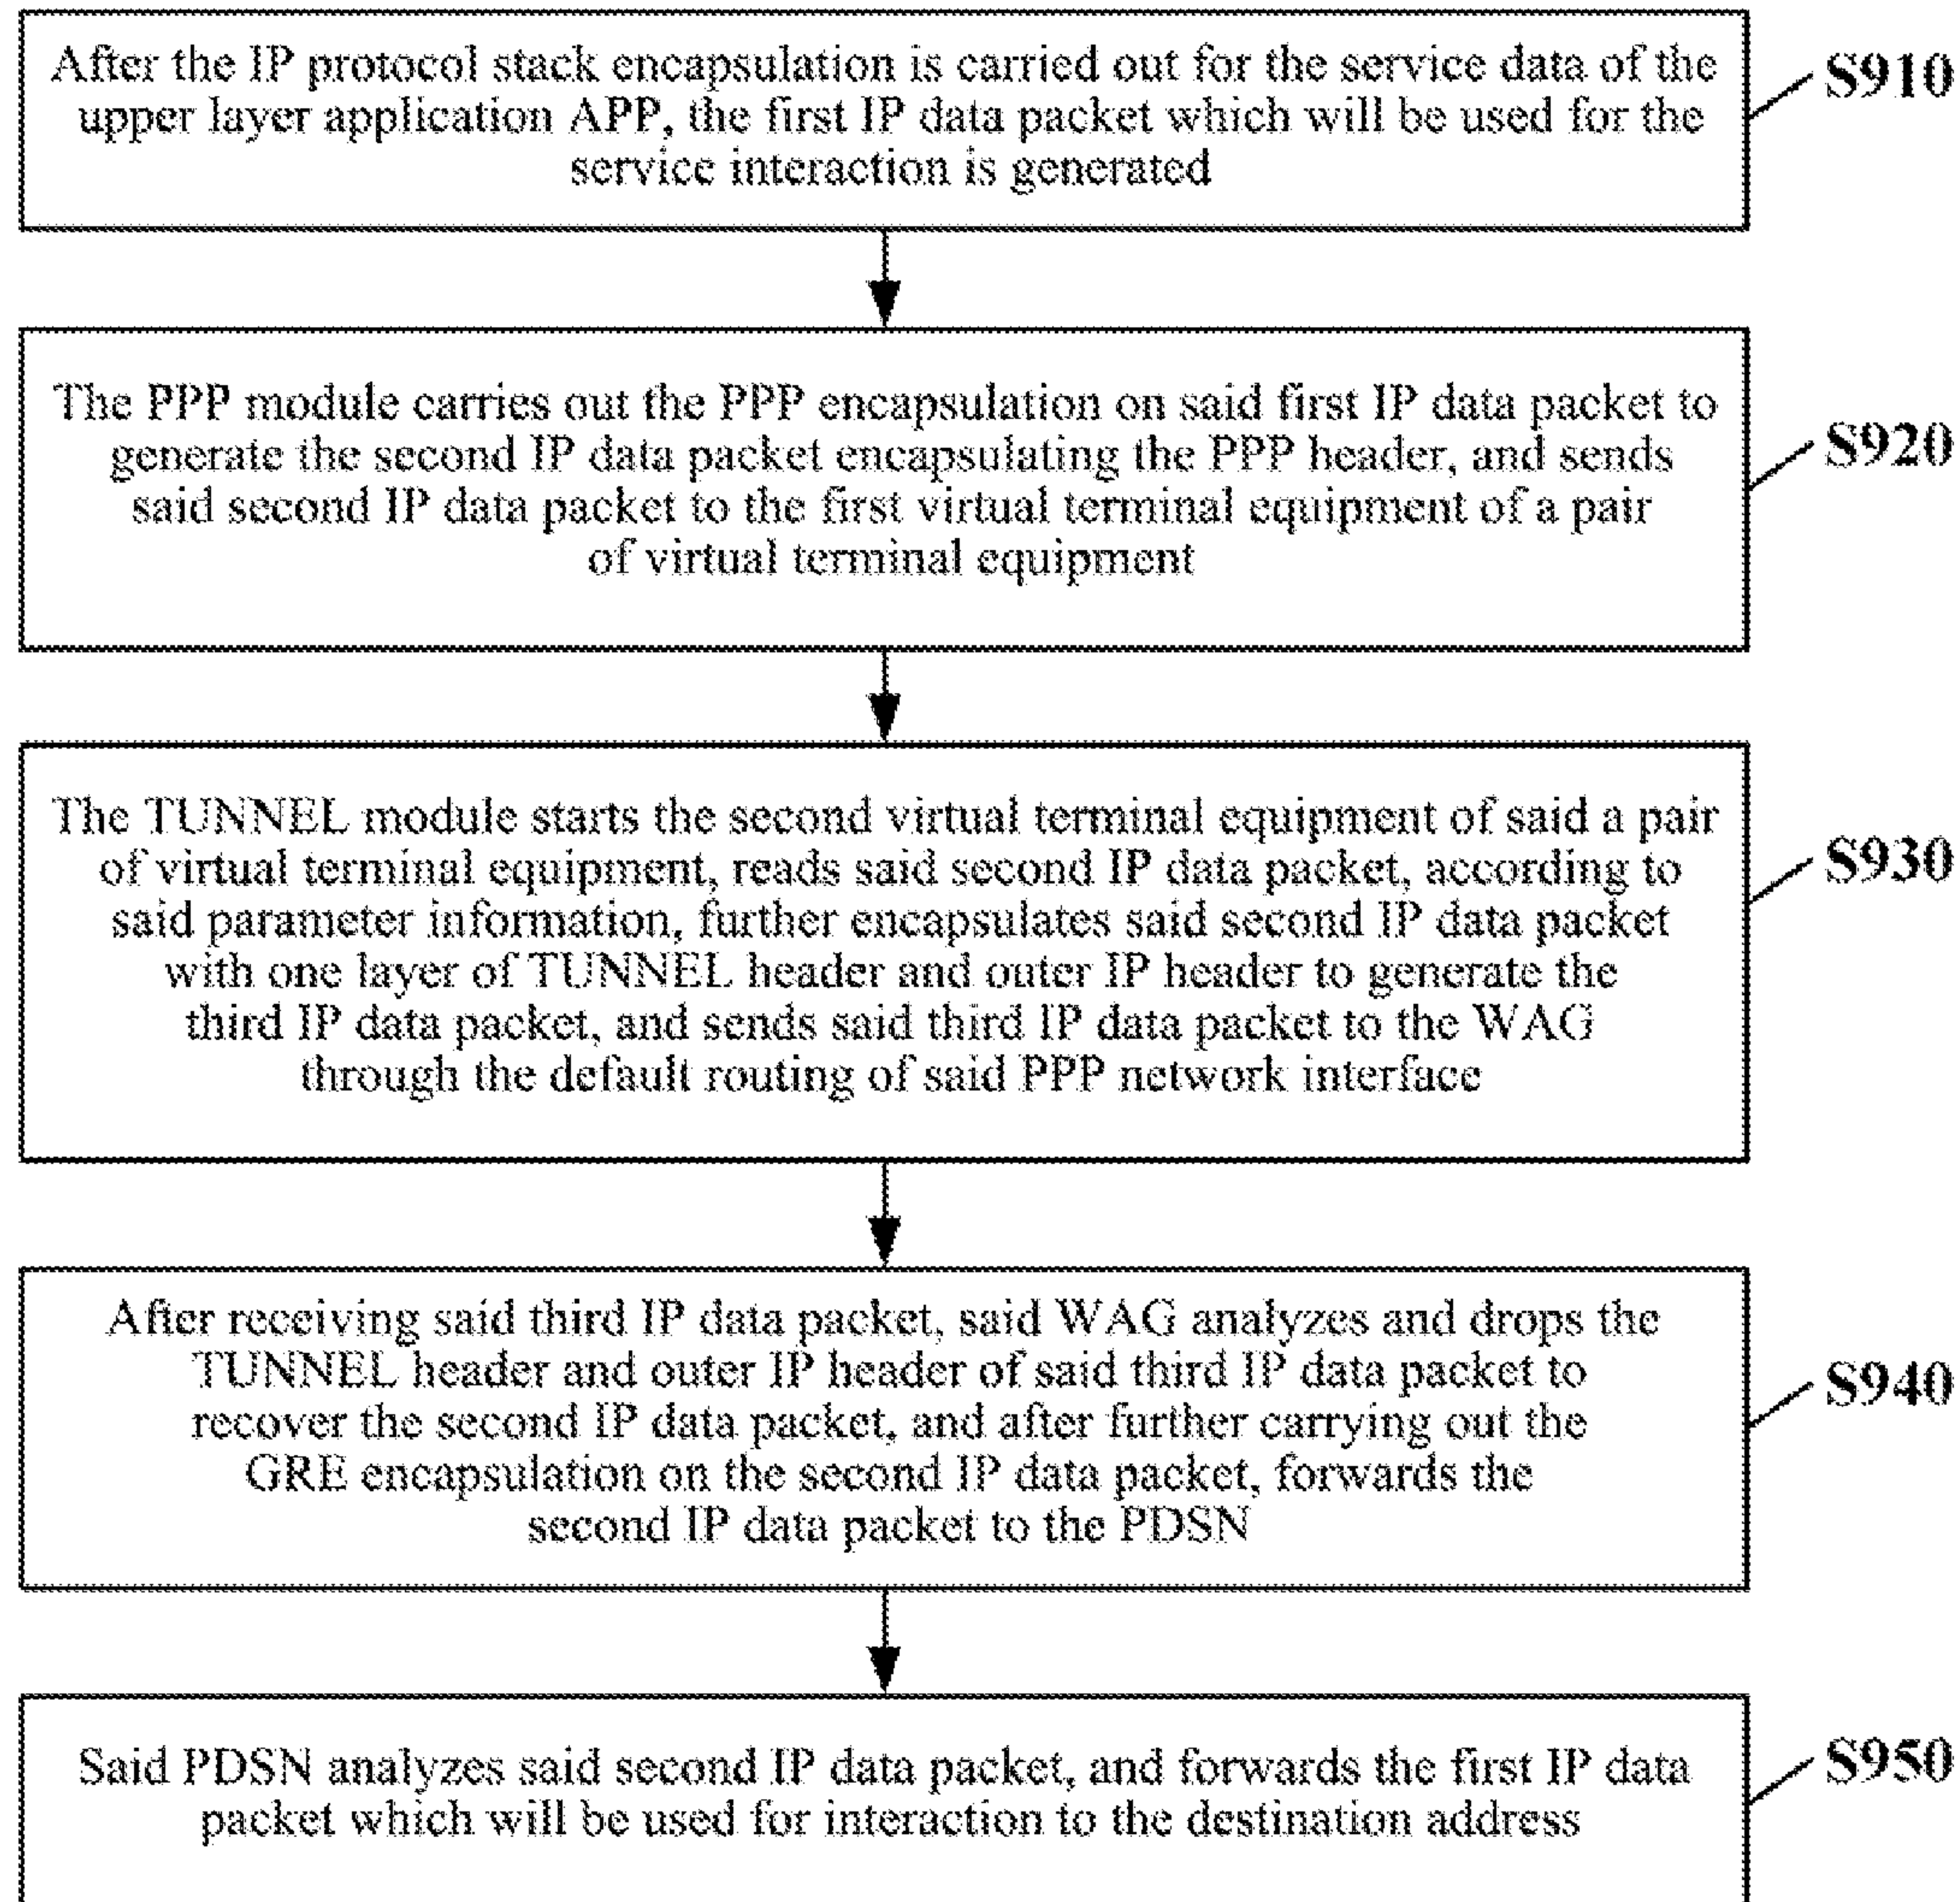 After the IP protocol stack encapsulation is carried out for the service data of the
upper layer application APP, the first IP data packet which will be used for the
service interaction is generated
S910
The PPP module carries out the PPP encapsulation on said first IP data packet to
generate the second IP data packet encapsulating the PPP header, and sends
said second IP data packet to the first virtual terminal equipment of a pair
of virtual terminal equipment
S920
The TUNNEL module starts the second virtual terminal equipment of said a pair
of virtual terminal equipment, reads said second IP data packet, according to
said parameter information, further encapsulates said second IP data packet
with one layer of TUNNEL header and outer IP header to generate the
third IP data packet, and sends said third IP data packet to the WAG
through the default routing of said PPP network interface
S930
After receiving said third IP data packet, said WAG analyzes and drops the
TUNNEL header and outer IP header of said third IP data packet to
recover the second IP data packet, and after further carrying out the
GRE encapsulation on the second IP data packet, forwards the
second IP data packet to the PDSN
S940
Said PDSN analyzes said second IP data packet, and forwards the first IP data
packet which will be used for interaction to the destination address
S950